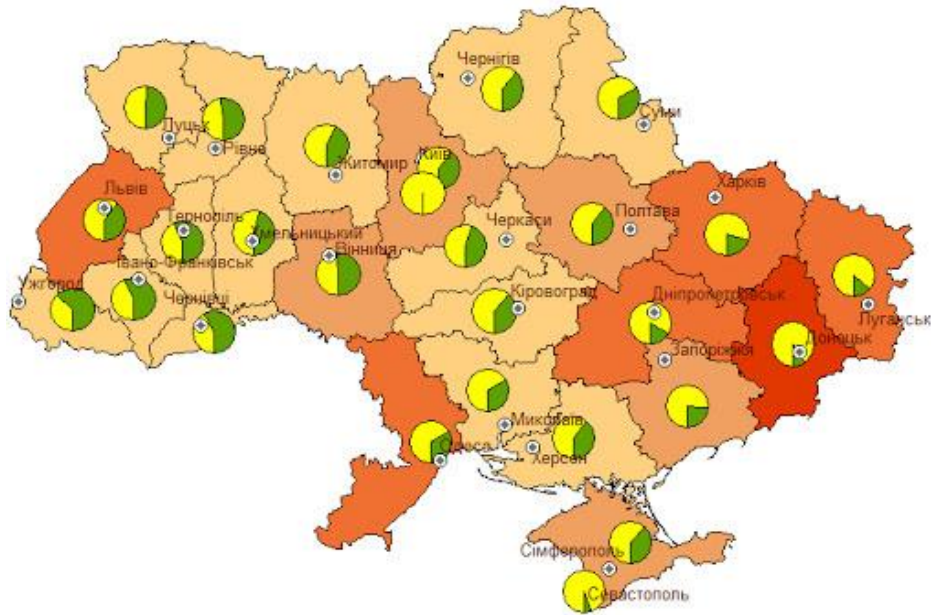 Чернігів
Суми
Луцьк
Рівне
Житомир
Київ
Харків
Львів
Тернопіль
Хмельницький
Черкаси
Полтава
Вінниця
Івано-Франківськ
Ужгород
Чернівці
Кіровоград
Дніпропетровськ
Луганськ
Запоріжжя
Донецьк
Миколаїв
Одеса
Херсон
Сімферополь
Севастополь